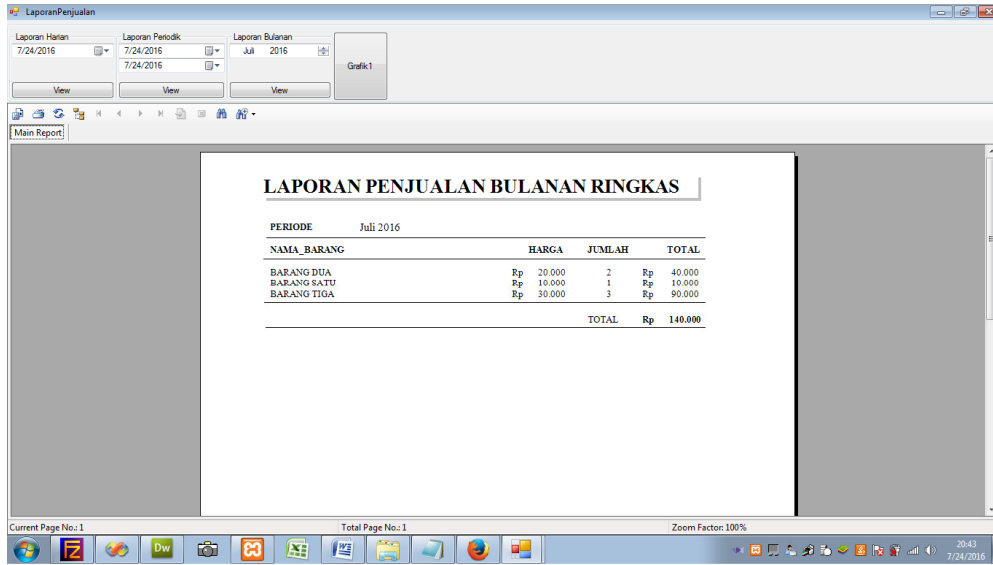 LaporanPenjualan
Laporan Harian Laporan Periodik Laporan Bulanan
7/24/2016 7/24/2016 Juli 2016
7/24/2016
Grafik1
View View View
Main Report
LAPORAN PENJUALAN BULANAN RINGKAS
PERIODE Juli 2016
NAMA_BARANG HARGA JUMLAH TOTAL
BARANG DUA Rp 20.000 2 Rp 40.000
BARANG SATU Rp 10.000 1 Rp 10.000
BARANG TIGA Rp 30.000 3 Rp 90.000
TOTAL Rp 140.000
Current Page No.: 1 Total Page No.: 1 Zoom Factor: 100%
Dw
20:43
7/24/2016